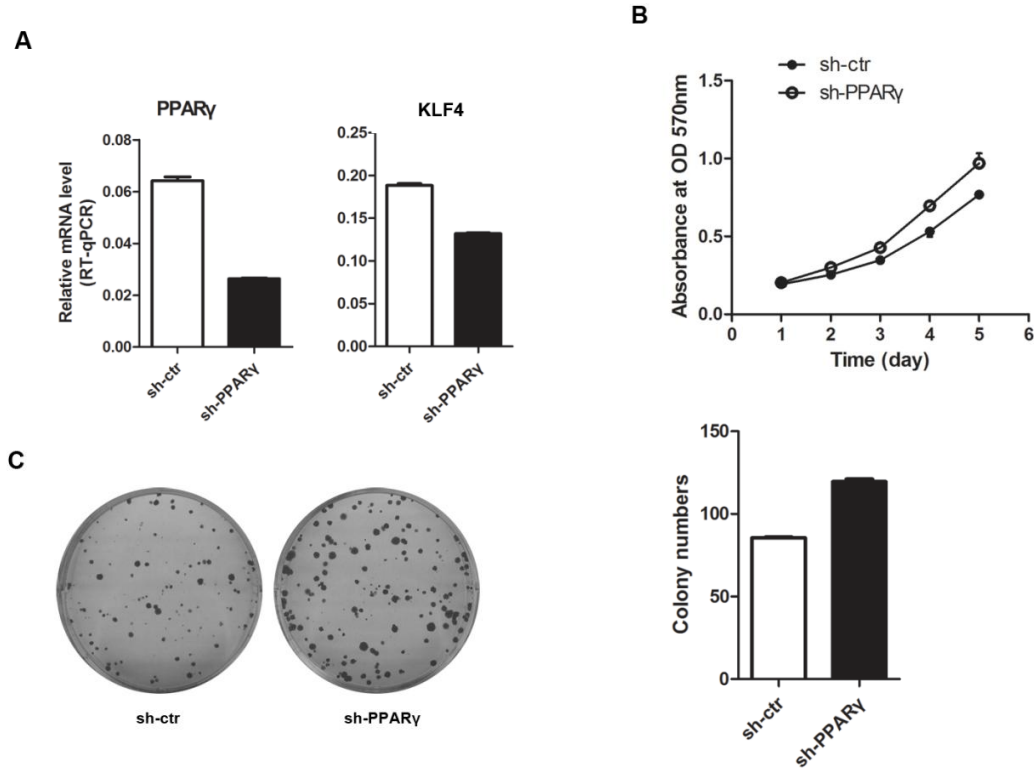 A
PPARγ
Relative mRNA level
(RT-qPCR)
0.08
0.06
0.04
0.02
0.00
sh-ctr
sh-PPARγ
KLF4
0.25
0.20
0.15
0.10
0.05
0.00
sh-ctr
sh-PPARγ
B
sh-ctr
sh-PPARγ
Absorbance at OD 570nm
1.5
1.0
0.5
0.0
0 1 2 3 4 5 6
Time (day)
C
sh-ctr
sh-PPARγ
Colony numbers
150
100
50
0
sh-ctr
sh-PPARγ